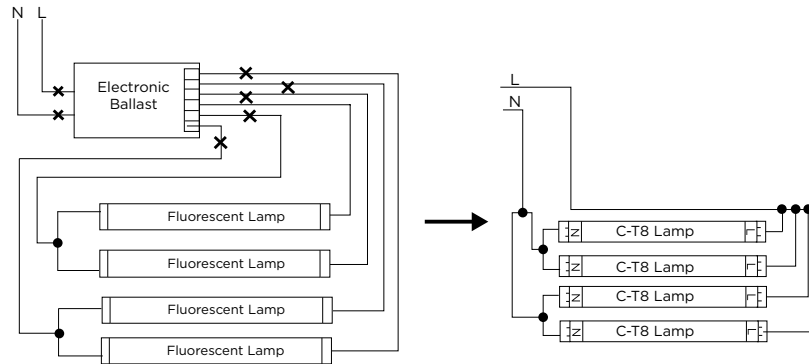 N L
Electronic
Ballast
Fluorescent Lamp
Fluorescent Lamp
Fluorescent Lamp
Fluorescent Lamp
L
N
N C-T8 Lamp L
N C-T8 Lamp L
N C-T8 Lamp L
N C-T8 Lamp L